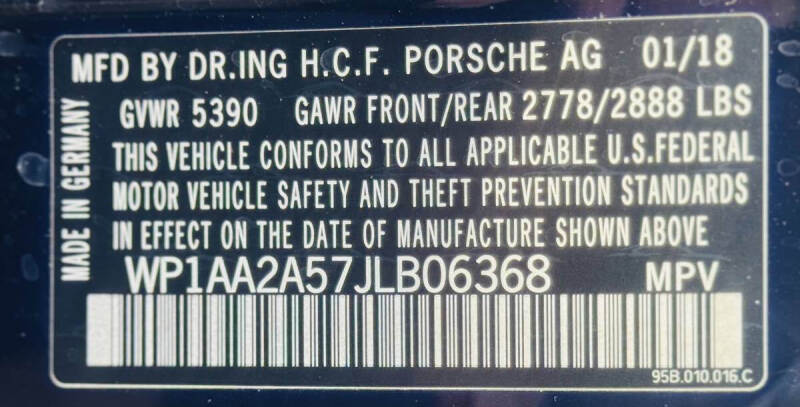 MFD BY DR.ING H.C.F. PORSCHE AG 01/18
GVWR 5390 GAWR FRONT/REAR 2778/2888 LBS
THIS VEHICLE CONFORMS TO ALL APPLICABLE U.S.FEDERAL
MOTOR VEHICLE SAFETY AND THEFT PREVENTION STANDARDS
IN EFFECT ON THE DATE OF MANUFACTURE SHOWN ABOVE
MADE IN GERMANY
WP1AA2A57JLB06368 MPV
95B.010.016.C